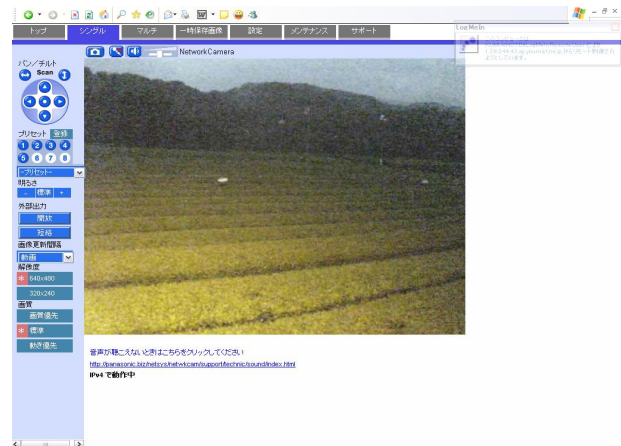 トップ シングル マルチ 一時保存画像 設定 メンテナンス サポート
LogMeIn
NetworkCamera
パン／チルト
Scan
プリセット 登録
1 2 3 4
5 6 7 8
-プリセット-
明るさ
- 標準 +
外部出力
開放
短絡
画像更新間隔
動画
解像度
* 640x480
320x240
画質
画質優先
* 標準
動き優先
音声が聴こえないときはこちらをクリックしてください
http://panasonic.biz/netsys/netwkcam/support/technic/sound/index.html
IPv4 で動作中